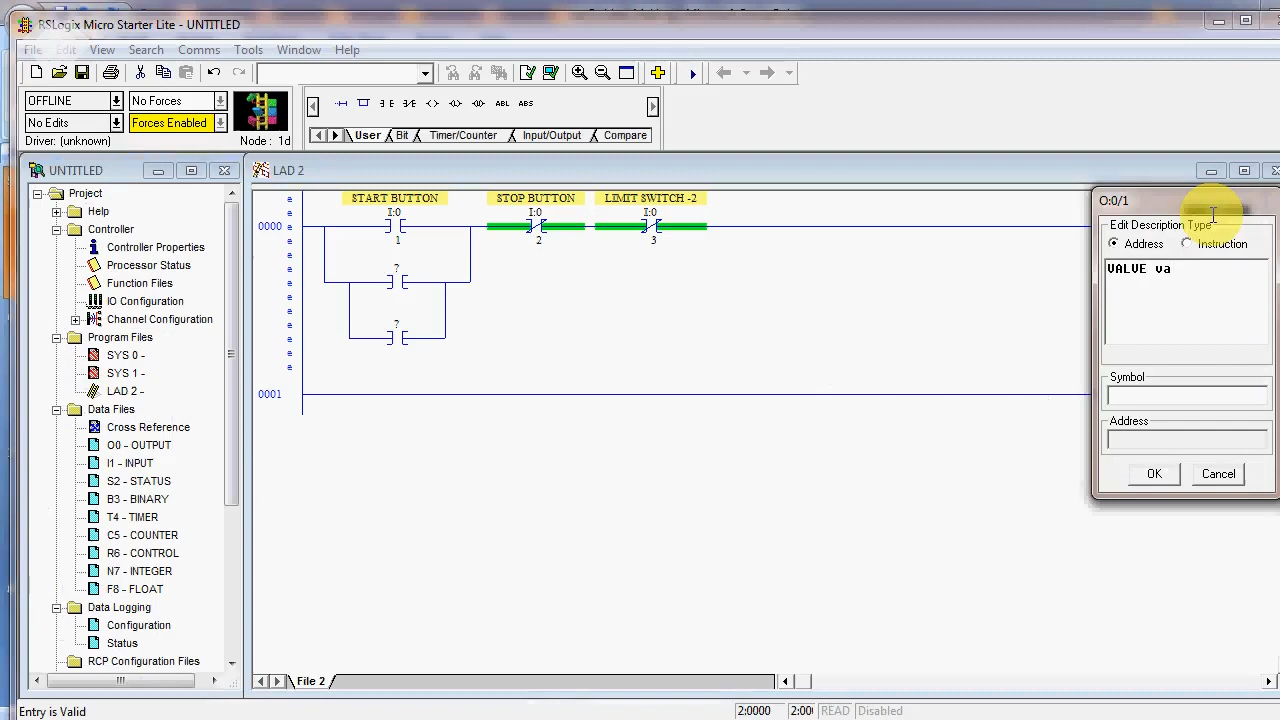 RSLogix Micro Starter Lite - UNTITLED
File Edit View Search Comms Tools Window Help
OFFLINE No Forces
No Edits Forces Enabled
Driver: (unknown) Node : 1d
ABL ABS
User Bit Timer/Counter Input/Output Compare
UNTITLED
Project
Help
Controller
Controller Properties
Processor Status
Function Files
IO Configuration
Channel Configuration
Program Files
SYS 0 -
SYS 1 -
LAD 2 -
Data Files
Cross Reference
O0 - OUTPUT
I1 - INPUT
S2 - STATUS
B3 - BINARY
T4 - TIMER
C5 - COUNTER
R6 - CONTROL
N7 - INTEGER
F8 - FLOAT
Data Logging
Configuration
Status
RCP Configuration Files
LAD 2
START BUTTON STOP BUTTON LIMIT SWITCH -2
I:0 I:0 I:0
0000
1 2 3
?
?
0001
e
e
e
e
e
e
e
e
e
e
e
e
File 2
O:0/1
Edit Description Type
Address Instruction
VALVE va
Symbol
Address
OK Cancel
Entry is Valid 2:0000 2:00 READ Disabled